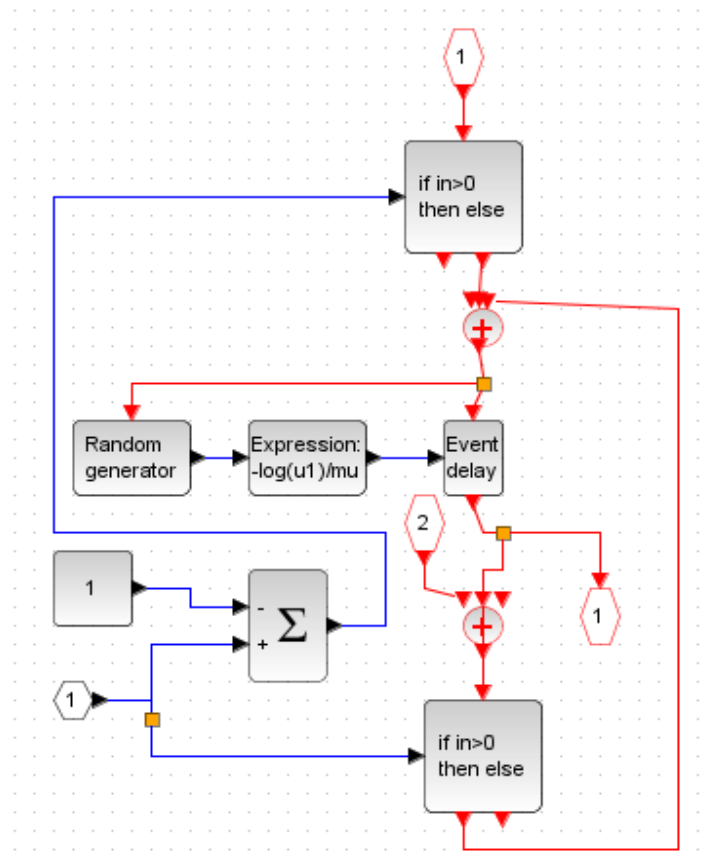 1
if in>0
then else
+
Random
generator
Expression:
-log(u1)/mu
Event
delay
2
1
-
+
Σ
1
+
1
if in>0
then else